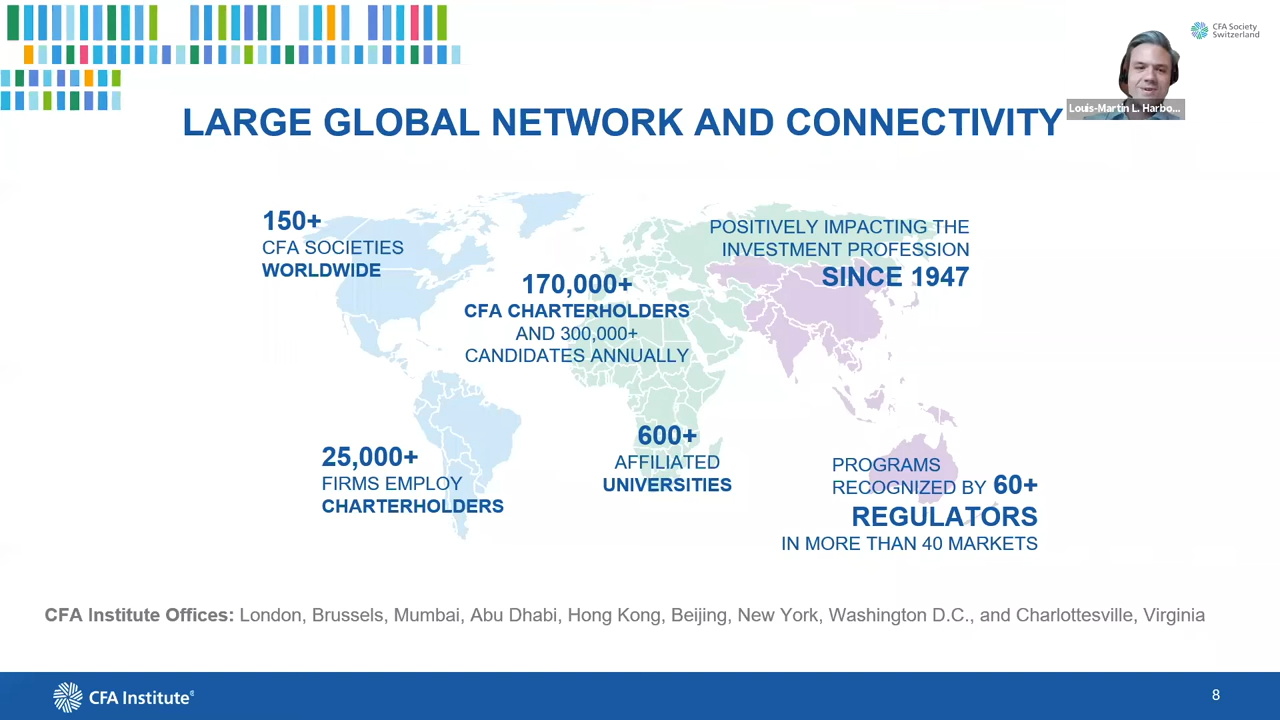 CFA Society
Switzerland
Louis-Martin L. Harbo...
LARGE GLOBAL NETWORK AND CONNECTIVITY
150+
CFA SOCIETIES
WORLDWIDE
170,000+
CFA CHARTERHOLDERS
AND 300,000+
CANDIDATES ANNUALLY
POSITIVELY IMPACTING THE
INVESTMENT PROFESSION
SINCE 1947
25,000+
FIRMS EMPLOY
CHARTERHOLDERS
600+
AFFILIATED
UNIVERSITIES
PROGRAMS
RECOGNIZED BY 60+
REGULATORS
IN MORE THAN 40 MARKETS
CFA Institute Offices: London, Brussels, Mumbai, Abu Dhabi, Hong Kong, Beijing, New York, Washington D.C., and Charlottesville, Virginia
CFA Institute®
8